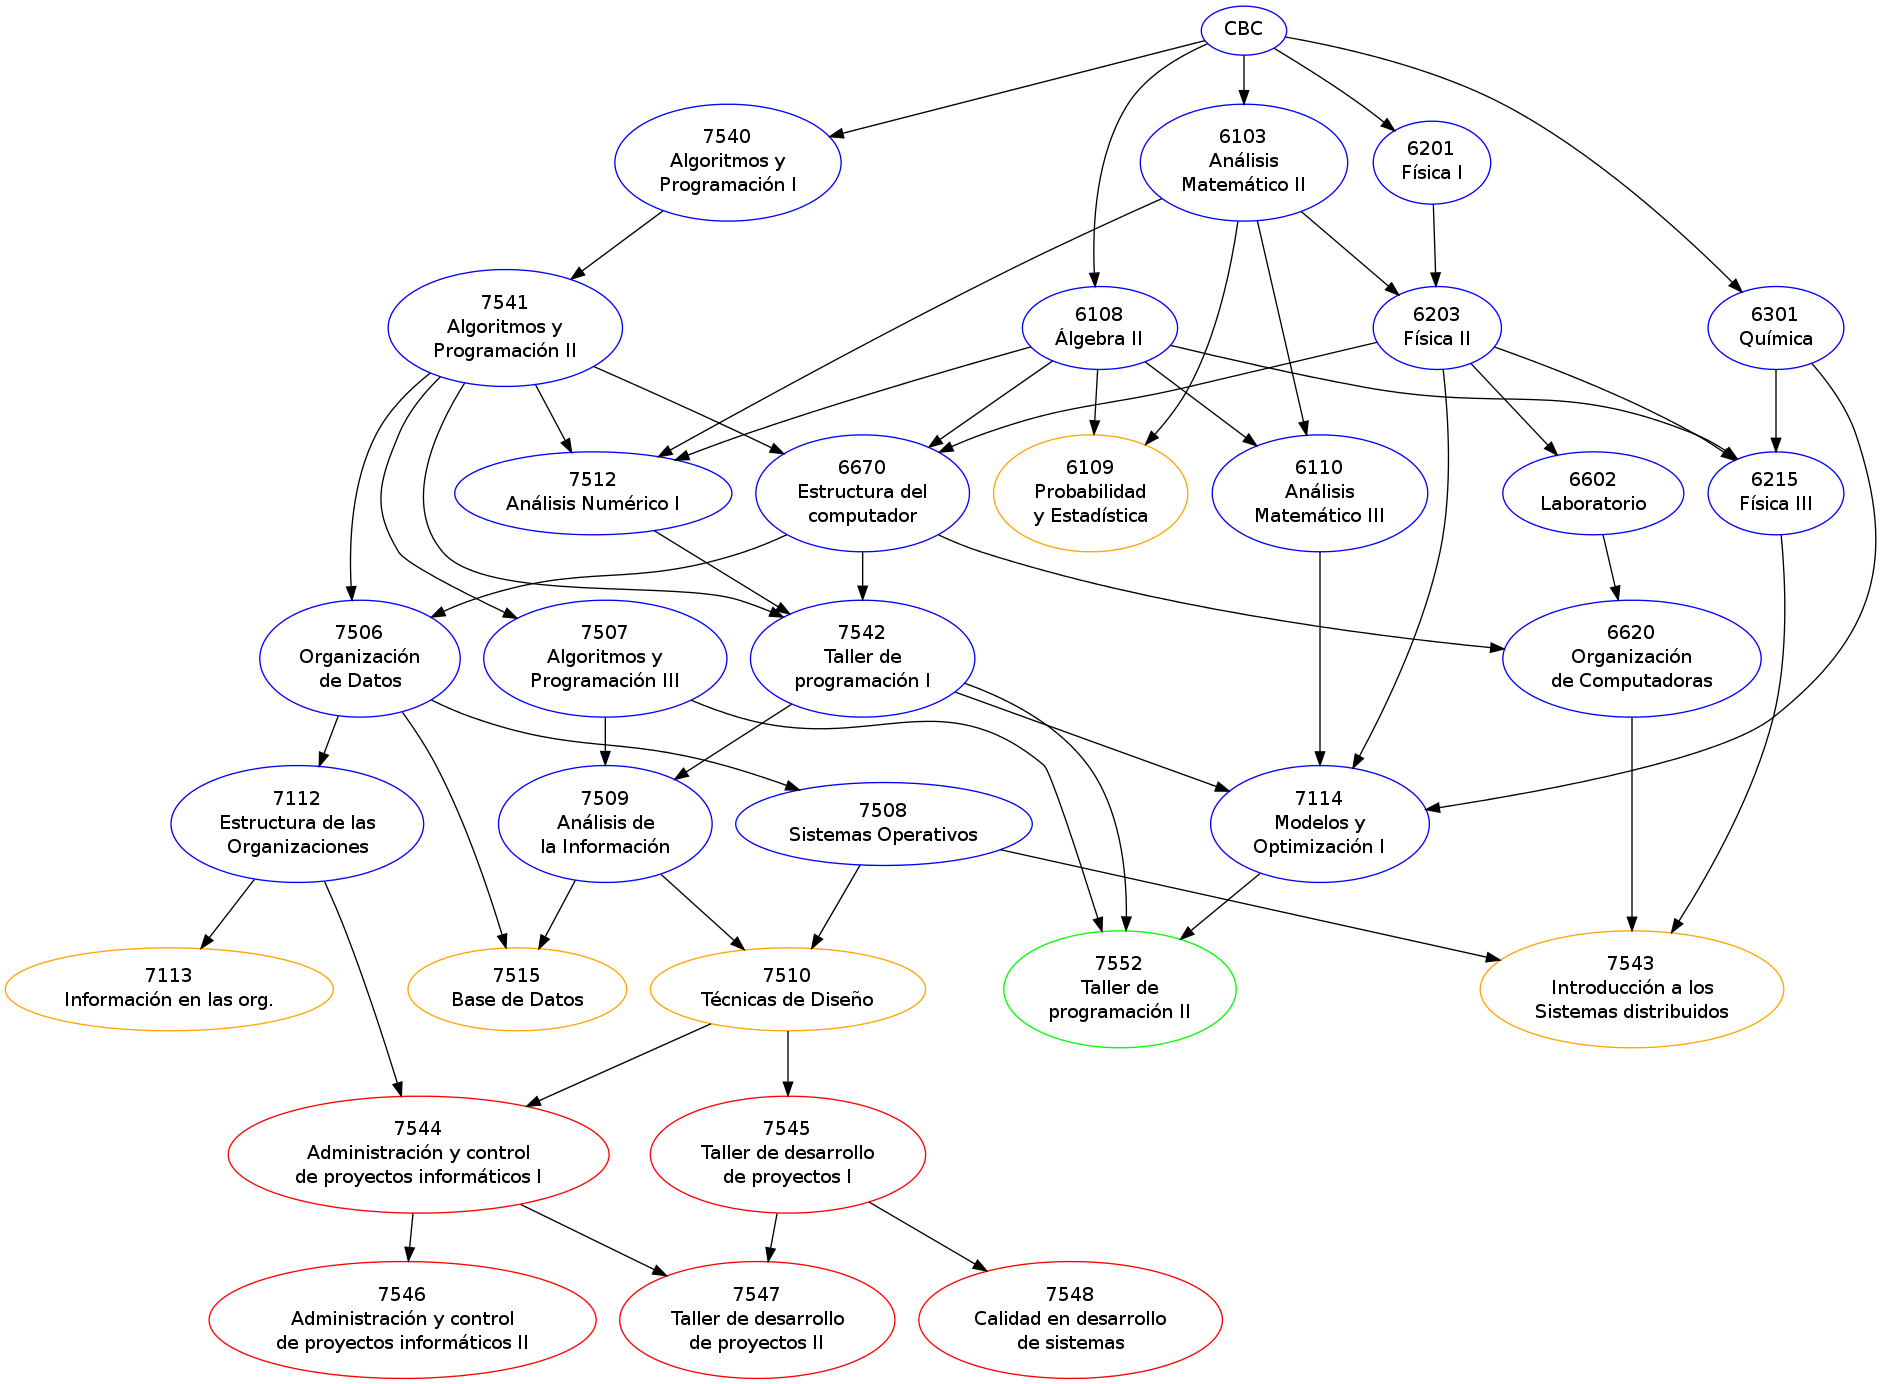 CBC
7540
Algoritmos y
Programación I
6103
Análisis
Matemático II
6201
Física I
7541
Algoritmos y
Programación II
6108
Álgebra II
6203
Física II
6301
Química
7512
Análisis Numérico I
6670
Estructura del
computador
6109
Probabilidad
y Estadística
6110
Análisis
Matemático III
6602
Laboratorio
6215
Física III
7506
Organización
de Datos
7507
Algoritmos y
Programación III
7542
Taller de
programación I
6620
Organización
de Computadoras
7112
Estructura de las
Organizaciones
7509
Análisis de
la Información
7508
Sistemas Operativos
7114
Modelos y
Optimización I
7113
Información en las org.
7515
Base de Datos
7510
Técnicas de Diseño
7552
Taller de
programación II
7543
Introducción a los
Sistemas distribuidos
7544
Administración y control
de proyectos informáticos I
7545
Taller de desarrollo
de proyectos I
7546
Administración y control
de proyectos informáticos II
7547
Taller de desarrollo
de proyectos II
7548
Calidad en desarrollo
de sistemas